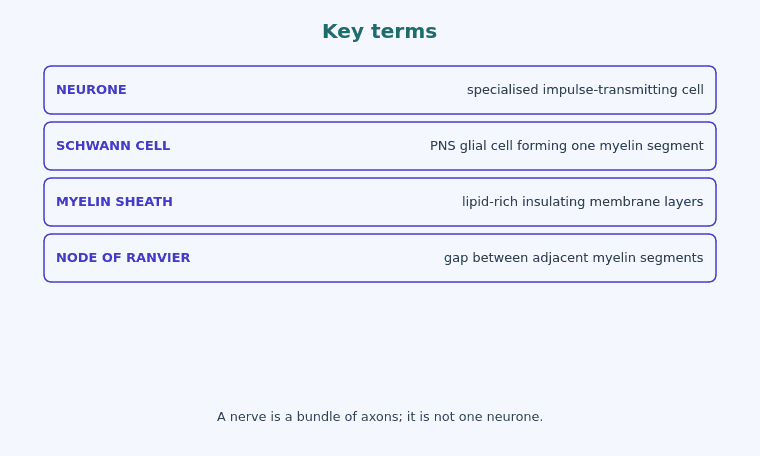 Key terms
NEURONE specialised impulse-transmitting cell
SCHWANN CELL PNS glial cell forming one myelin segment
MYELIN SHEATH lipid-rich insulating membrane layers
NODE OF RANVIER gap between adjacent myelin segments
A nerve is a bundle of axons; it is not one neurone.